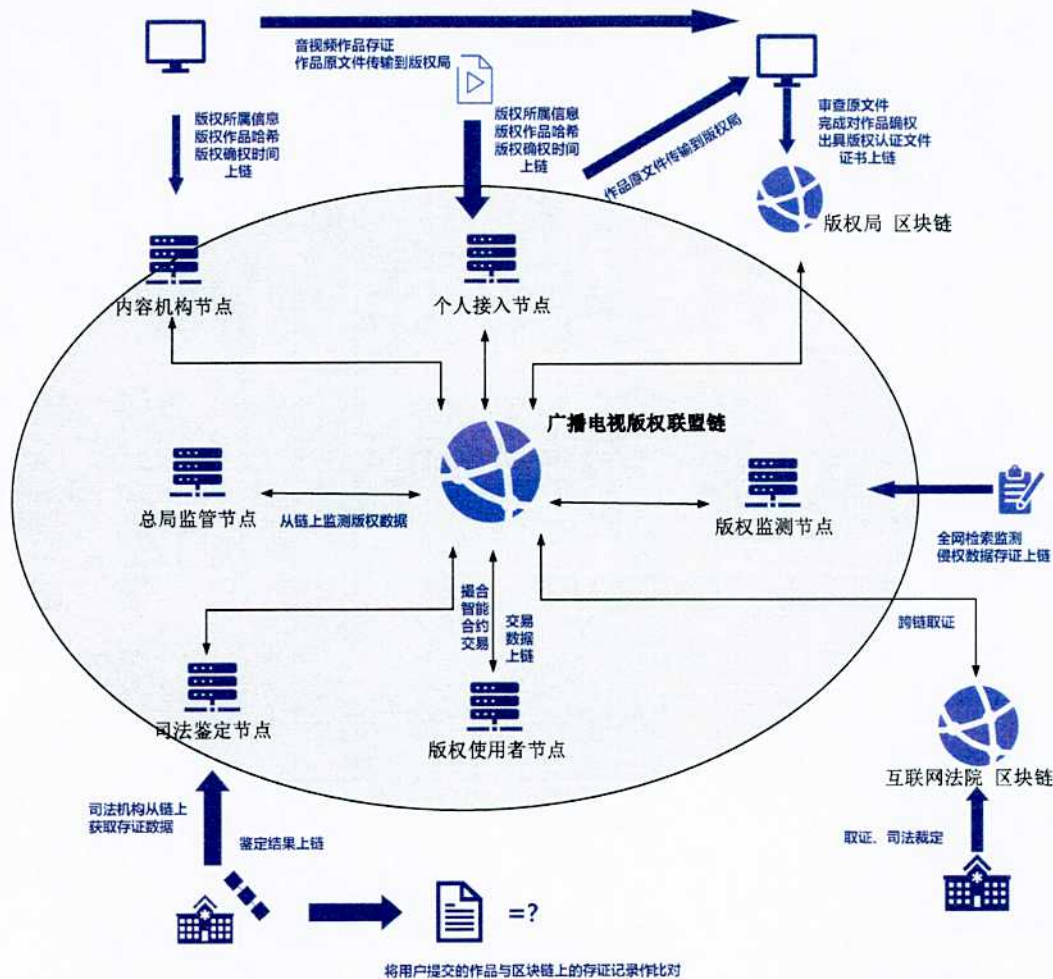 音视频作品存证
作品原文件传输到版权局
版权所属信息
版权作品哈希
版权确权时间
上链
版权所属信息
版权作品哈希
版权确权时间
上链
作品原文件传输到版权局
审查原文件
完成对作品确权
出具版权认证文件
证书上链
版权局 区块链
内容机构节点
个人接入节点
广播电视版权联盟链
总局监管节点
从链上监测版权数据
版权监测节点
全网检索监测
侵权数据存证上链
撮合
智能
合约
交易
交易
数据
上链
跨链取证
司法鉴定节点
版权使用者节点
互联网法院 区块链
司法机构从链上
获取存证数据
鉴定结果上链
取证、司法裁定
=?
将用户提交的作品与区块链上的存证记录作比对